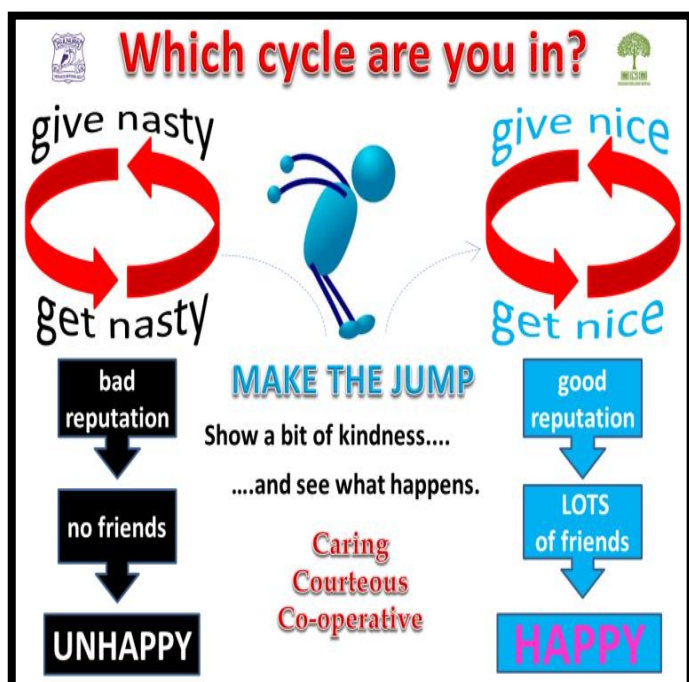 Which cycle are you in?
give nasty
get nasty
bad
reputation
no friends
UNHAPPY
MAKE THE JUMP
Show a bit of kindness....
....and see what happens.
Caring
Courteous
Co-operative
give nice
get nice
good
reputation
LOTS
of friends
HAPPY